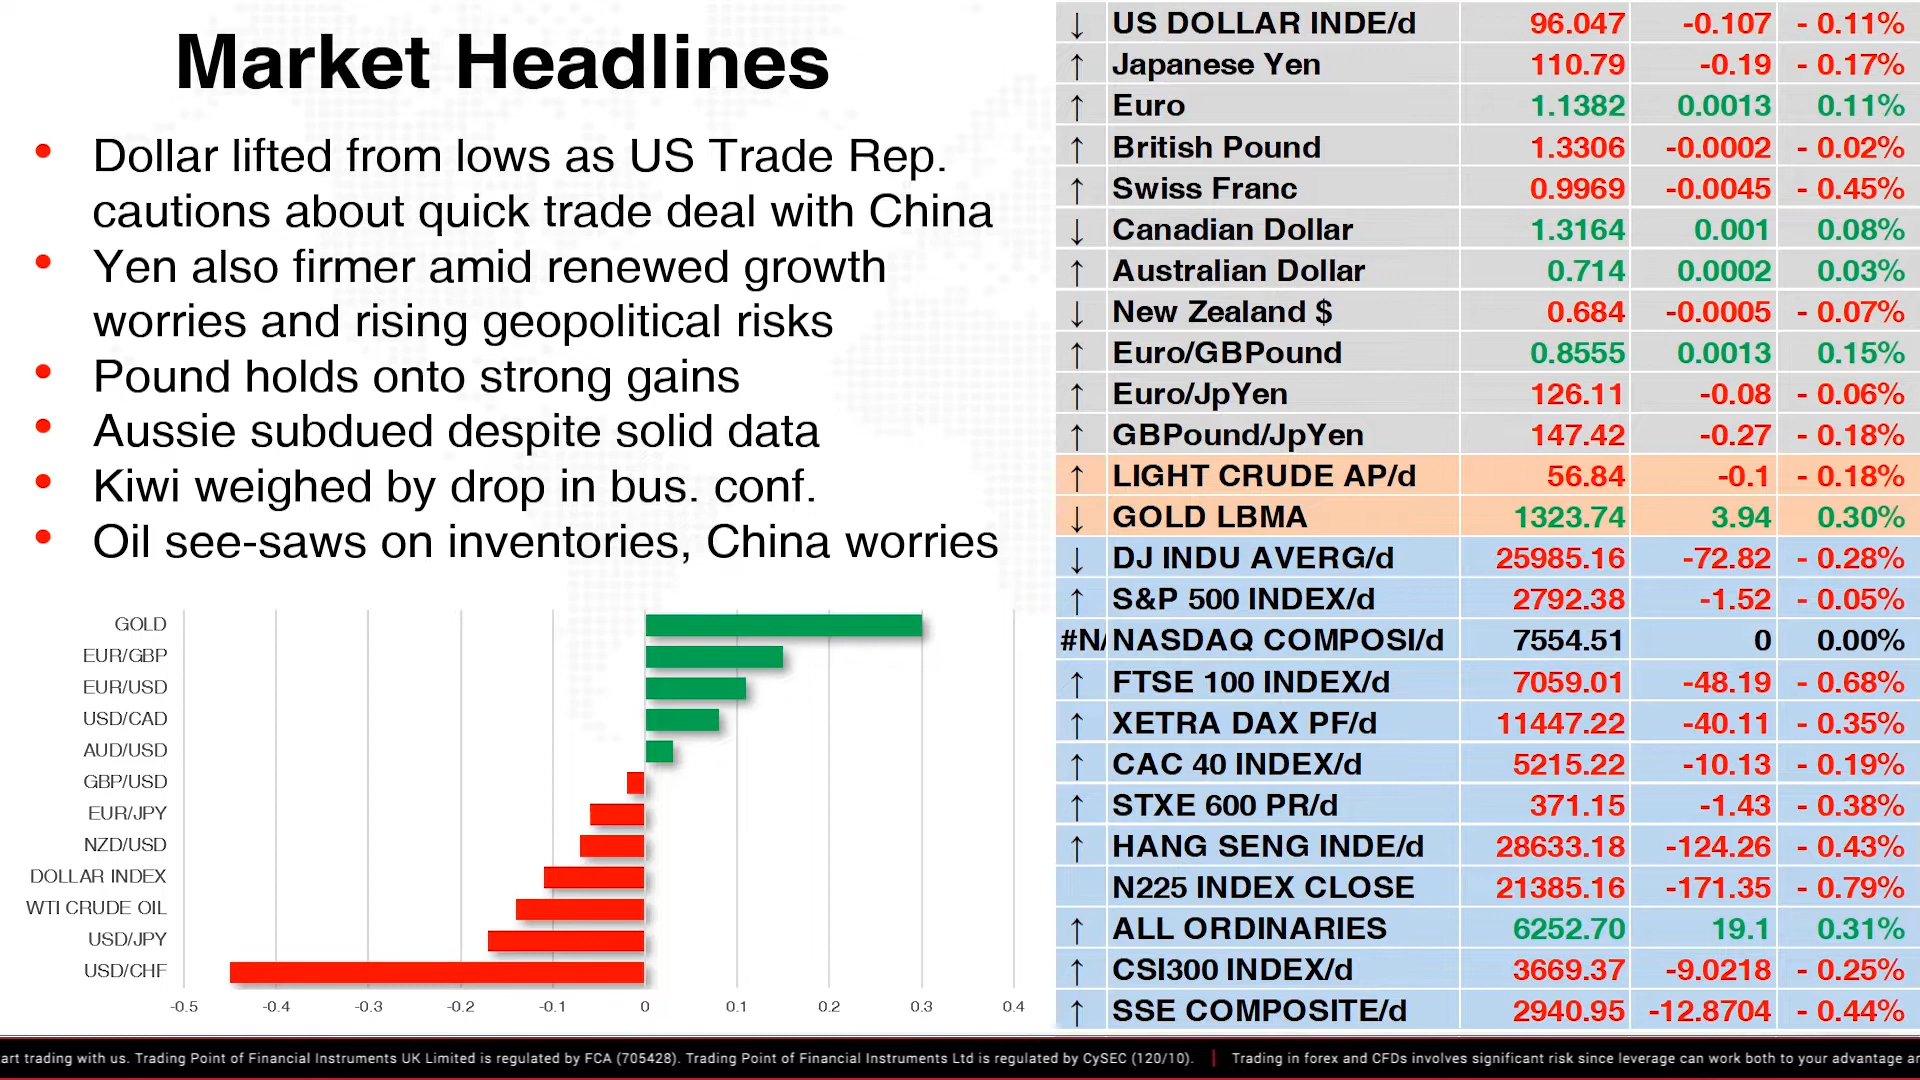 Market Headlines
• Dollar lifted from lows as US Trade Rep.
cautions about quick trade deal with China
• Yen also firmer amid renewed growth
worries and rising geopolitical risks
• Pound holds onto strong gains
• Aussie subdued despite solid data
• Kiwi weighed by drop in bus. conf.
• Oil see-saws on inventories, China worries
GOLD
EUR/GBP
EUR/USD
USD/CAD
AUD/USD
GBP/USD
EUR/JPY
NZD/USD
DOLLAR INDEX
WTI CRUDE OIL
USD/JPY
USD/CHF
-0.5 -0.4 -0.3 -0.2 -0.1 0 0.1 0.2 0.3 0.4
↓ US DOLLAR INDE/d 96.047 -0.107 - 0.11%
↑ Japanese Yen 110.79 -0.19 - 0.17%
↑ Euro 1.1382 0.0013 0.11%
↑ British Pound 1.3306 -0.0002 - 0.02%
↑ Swiss Franc 0.9969 -0.0045 - 0.45%
↓ Canadian Dollar 1.3164 0.001 0.08%
↑ Australian Dollar 0.714 0.0002 0.03%
↓ New Zealand $ 0.684 -0.0005 - 0.07%
↑ Euro/GBPound 0.8555 0.0013 0.15%
↑ Euro/JpYen 126.11 -0.08 - 0.06%
↑ GBPound/JpYen 147.42 -0.27 - 0.18%
↑ LIGHT CRUDE AP/d 56.84 -0.1 - 0.18%
↓ GOLD LBMA 1323.74 3.94 0.30%
↓ DJ INDU AVERG/d 25985.16 -72.82 - 0.28%
↑ S&P 500 INDEX/d 2792.38 -1.52 - 0.05%
#N/ NASDAQ COMPOSI/d 7554.51 0 0.00%
↑ FTSE 100 INDEX/d 7059.01 -48.19 - 0.68%
↑ XETRA DAX PF/d 11447.22 -40.11 - 0.35%
↑ CAC 40 INDEX/d 5215.22 -10.13 - 0.19%
↑ STXE 600 PR/d 371.15 -1.43 - 0.38%
↑ HANG SENG INDE/d 28633.18 -124.26 - 0.43%
N225 INDEX CLOSE 21385.16 -171.35 - 0.79%
↑ ALL ORDINARIES 6252.70 19.1 0.31%
↑ CSI300 INDEX/d 3669.37 -9.0218 - 0.25%
↑ SSE COMPOSITE/d 2940.95 -12.8704 - 0.44%
art trading with us. Trading Point of Financial Instruments UK Limited is regulated by FCA (705428). Trading Point of Financial Instruments Ltd is regulated by CySEC (120/10). | Trading in forex and CFDs involves significant risk since leverage can work both to your advantage a